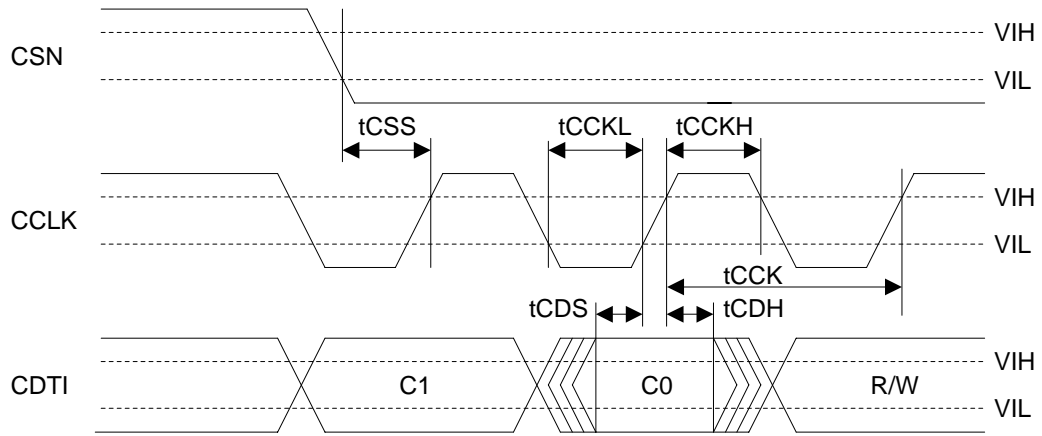 CSN
VIH
VIL
tCSS
tCCKL
tCCKH
CCLK
VIH
VIL
tCCK
tCDS
tCDH
CDTI
C1
C0
R/W
VIH
VIL